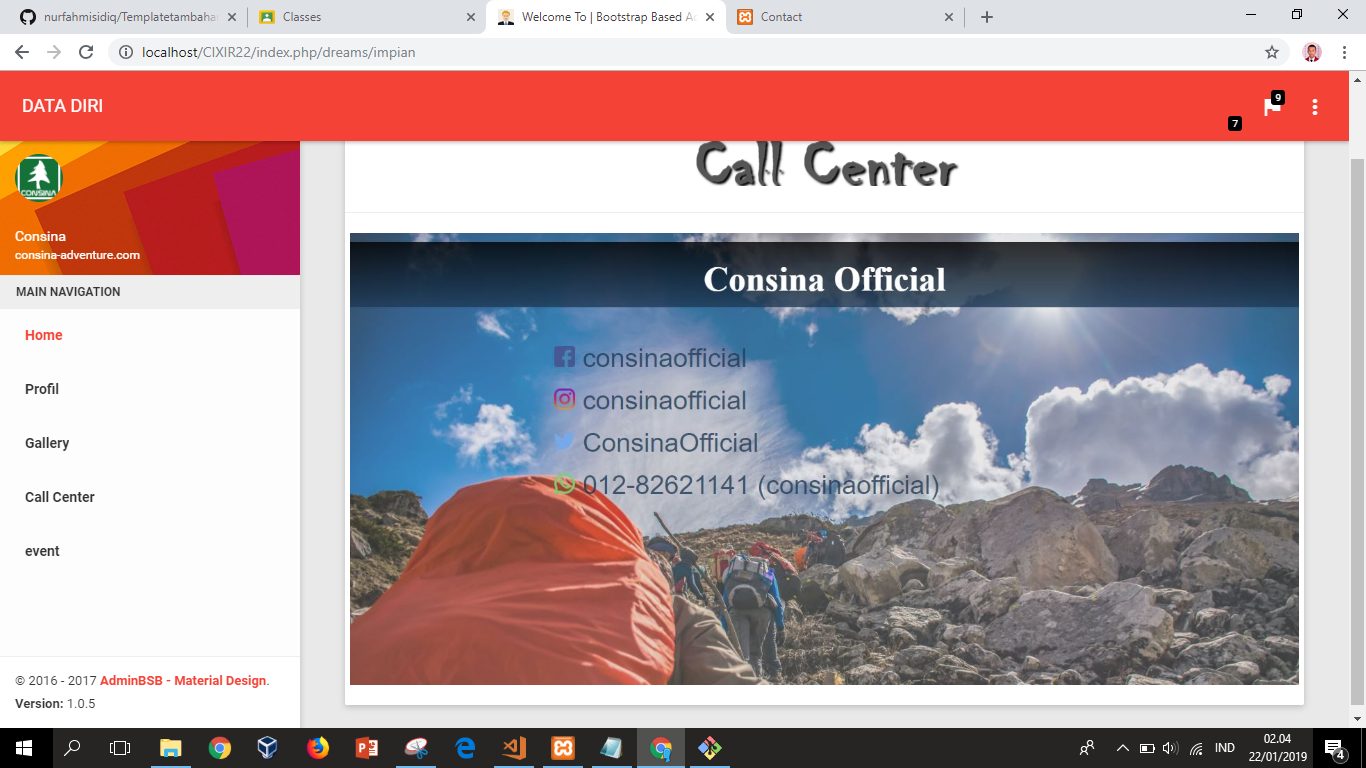 nurfahmisidiq/Templatetambahan
Classes
Welcome To | Bootstrap Based Ad
Contact
localhost/CIXIR22/index.php/dreams/impian
DATA DIRI
7
9
Call Center
CONSINA
Consina
consina-adventure.com
MAIN NAVIGATION
Home
Profil
Gallery
Call Center
event
Consina Official
consinaofficial
consinaofficial
ConsinaOfficial
012-82621141 (consinaofficial)
© 2016 - 2017 AdminBSB - Material Design.
Version: 1.0.5
IND
02.04
22/01/2019
4